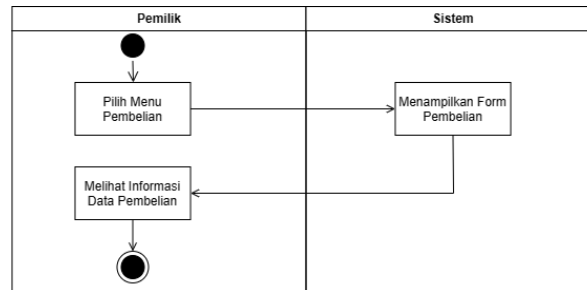 Pemilik
Sistem
Pilih Menu
Pembelian
Menampilkan Form
Pembelian
Melihat Informasi
Data Pembelian